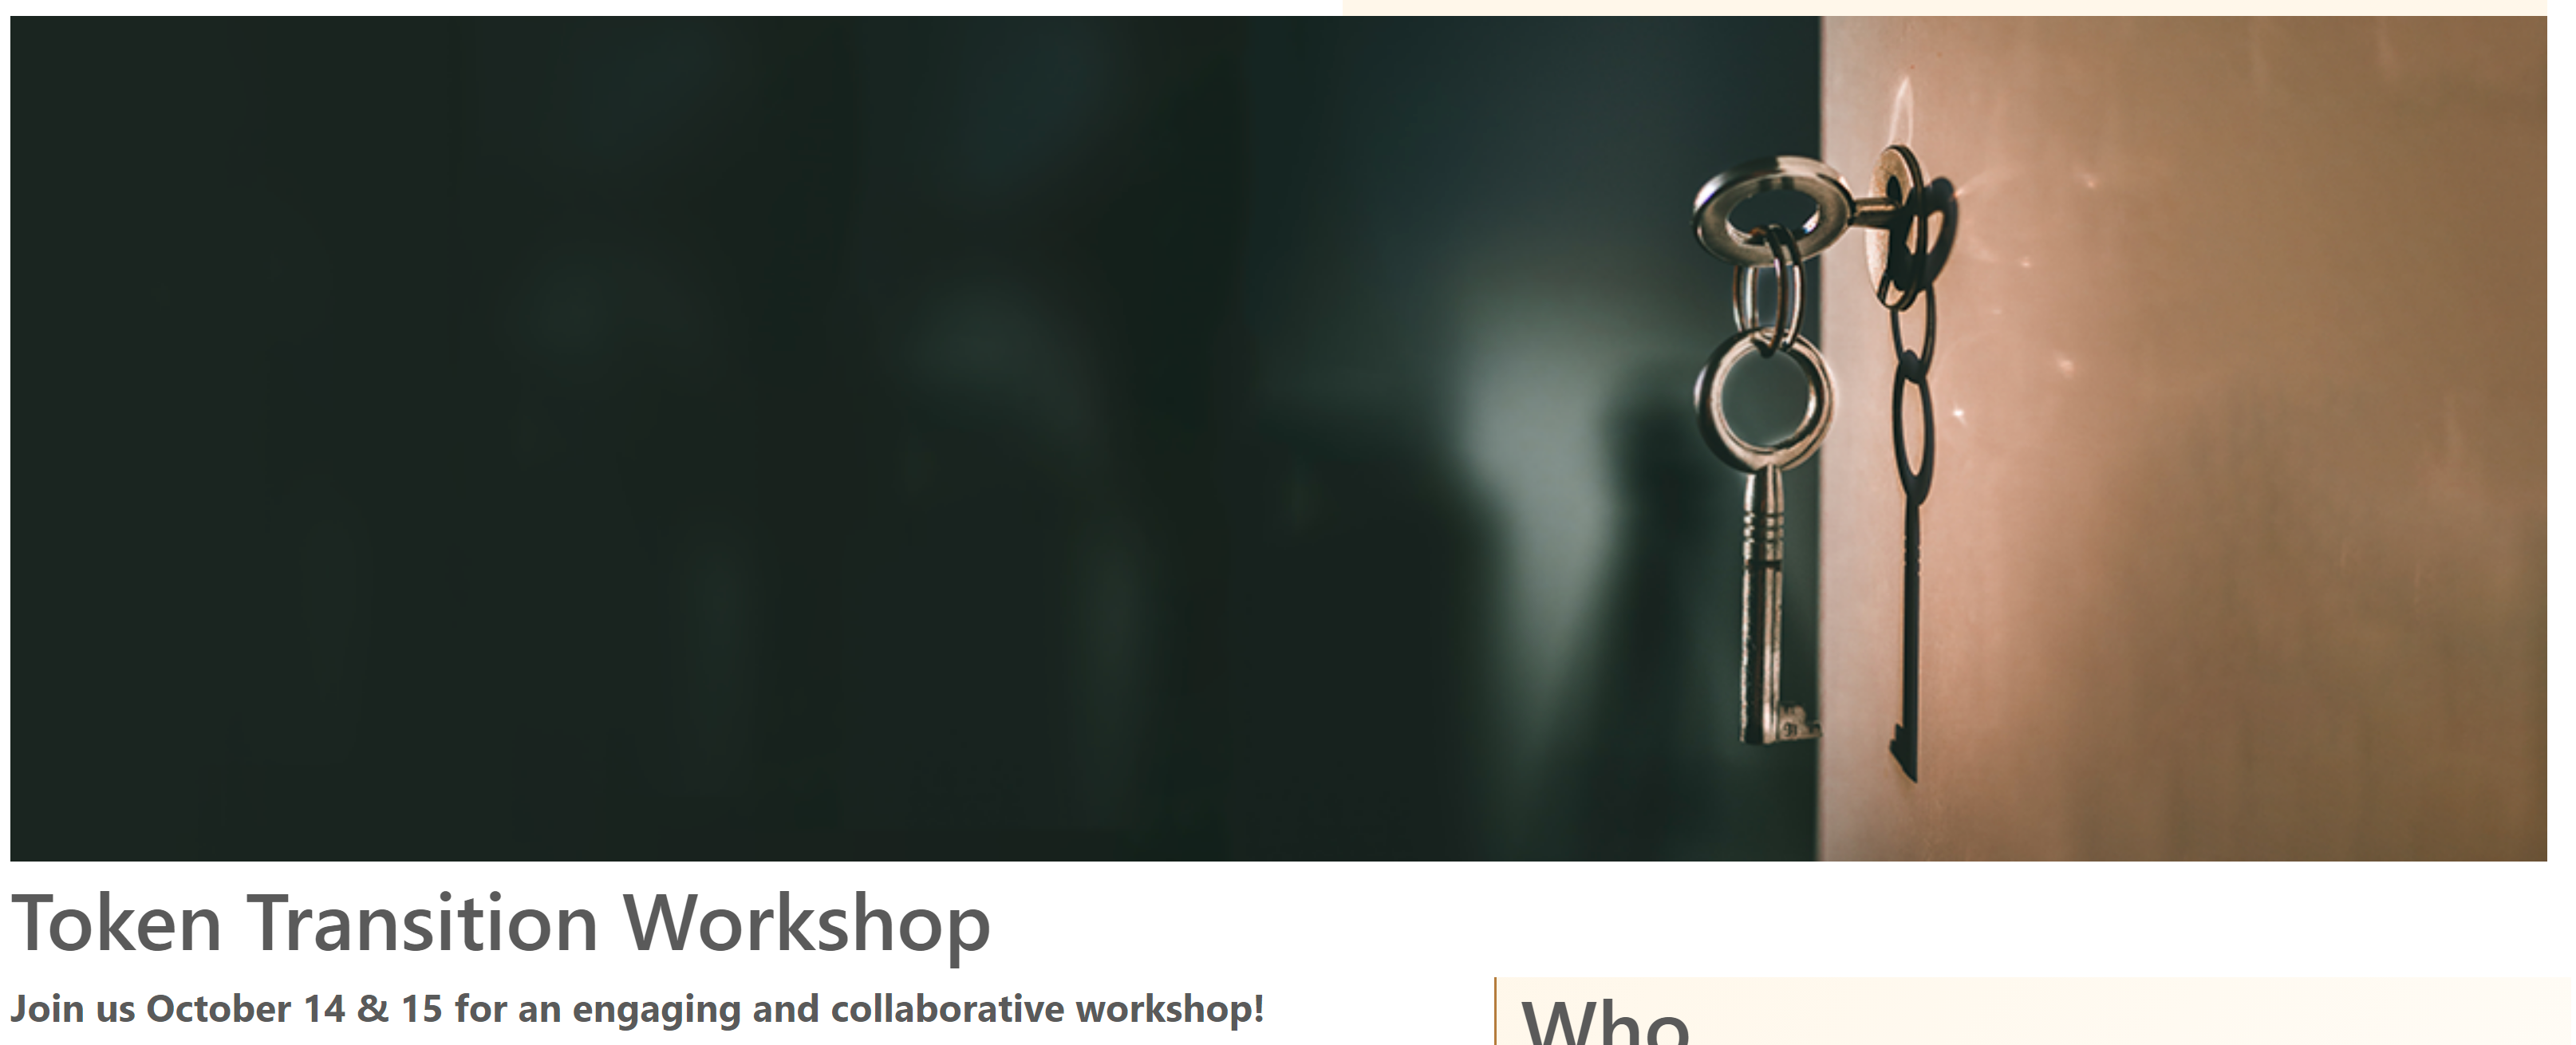 Token Transition Workshop
Join us October 14 & 15 for an engaging and collaborative workshop!
Who